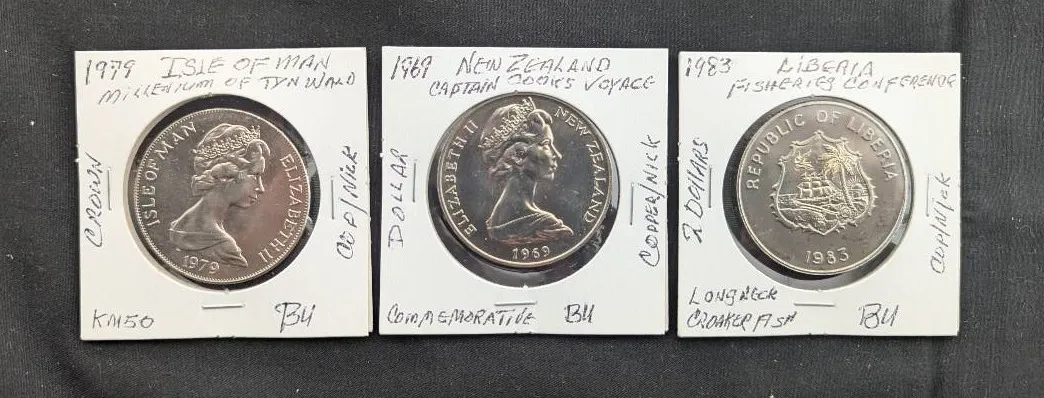 1979 ISLE OF MAN
MILLENIUM OF TYNWALD
CROWN
ISLE OF MAN
ELIZABETH II
1979
COP/NICK
KM50
BU
1969 NEW ZEALAND
CAPTAIN COOK'S VOYAGE
DOLLAR
ELIZABETH II
NEW ZEALAND
1969
COPPER/NICK
COMMEMORATIVE BU
1983 LIBERIA
FISHERIES CONFERENCE
2 DOLLARS
REPUBLIC OF LIBERIA
1983
COP/NICK
LONGNECK
CROAKER FISH
BU